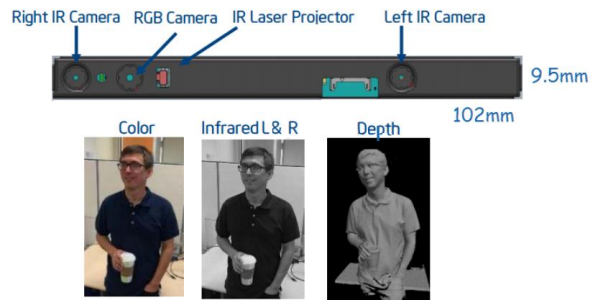 Right IR Camera
RGB Camera
IR Laser Projector
Left IR Camera
9.5mm
102mm
Color
Infrared L & R
Depth